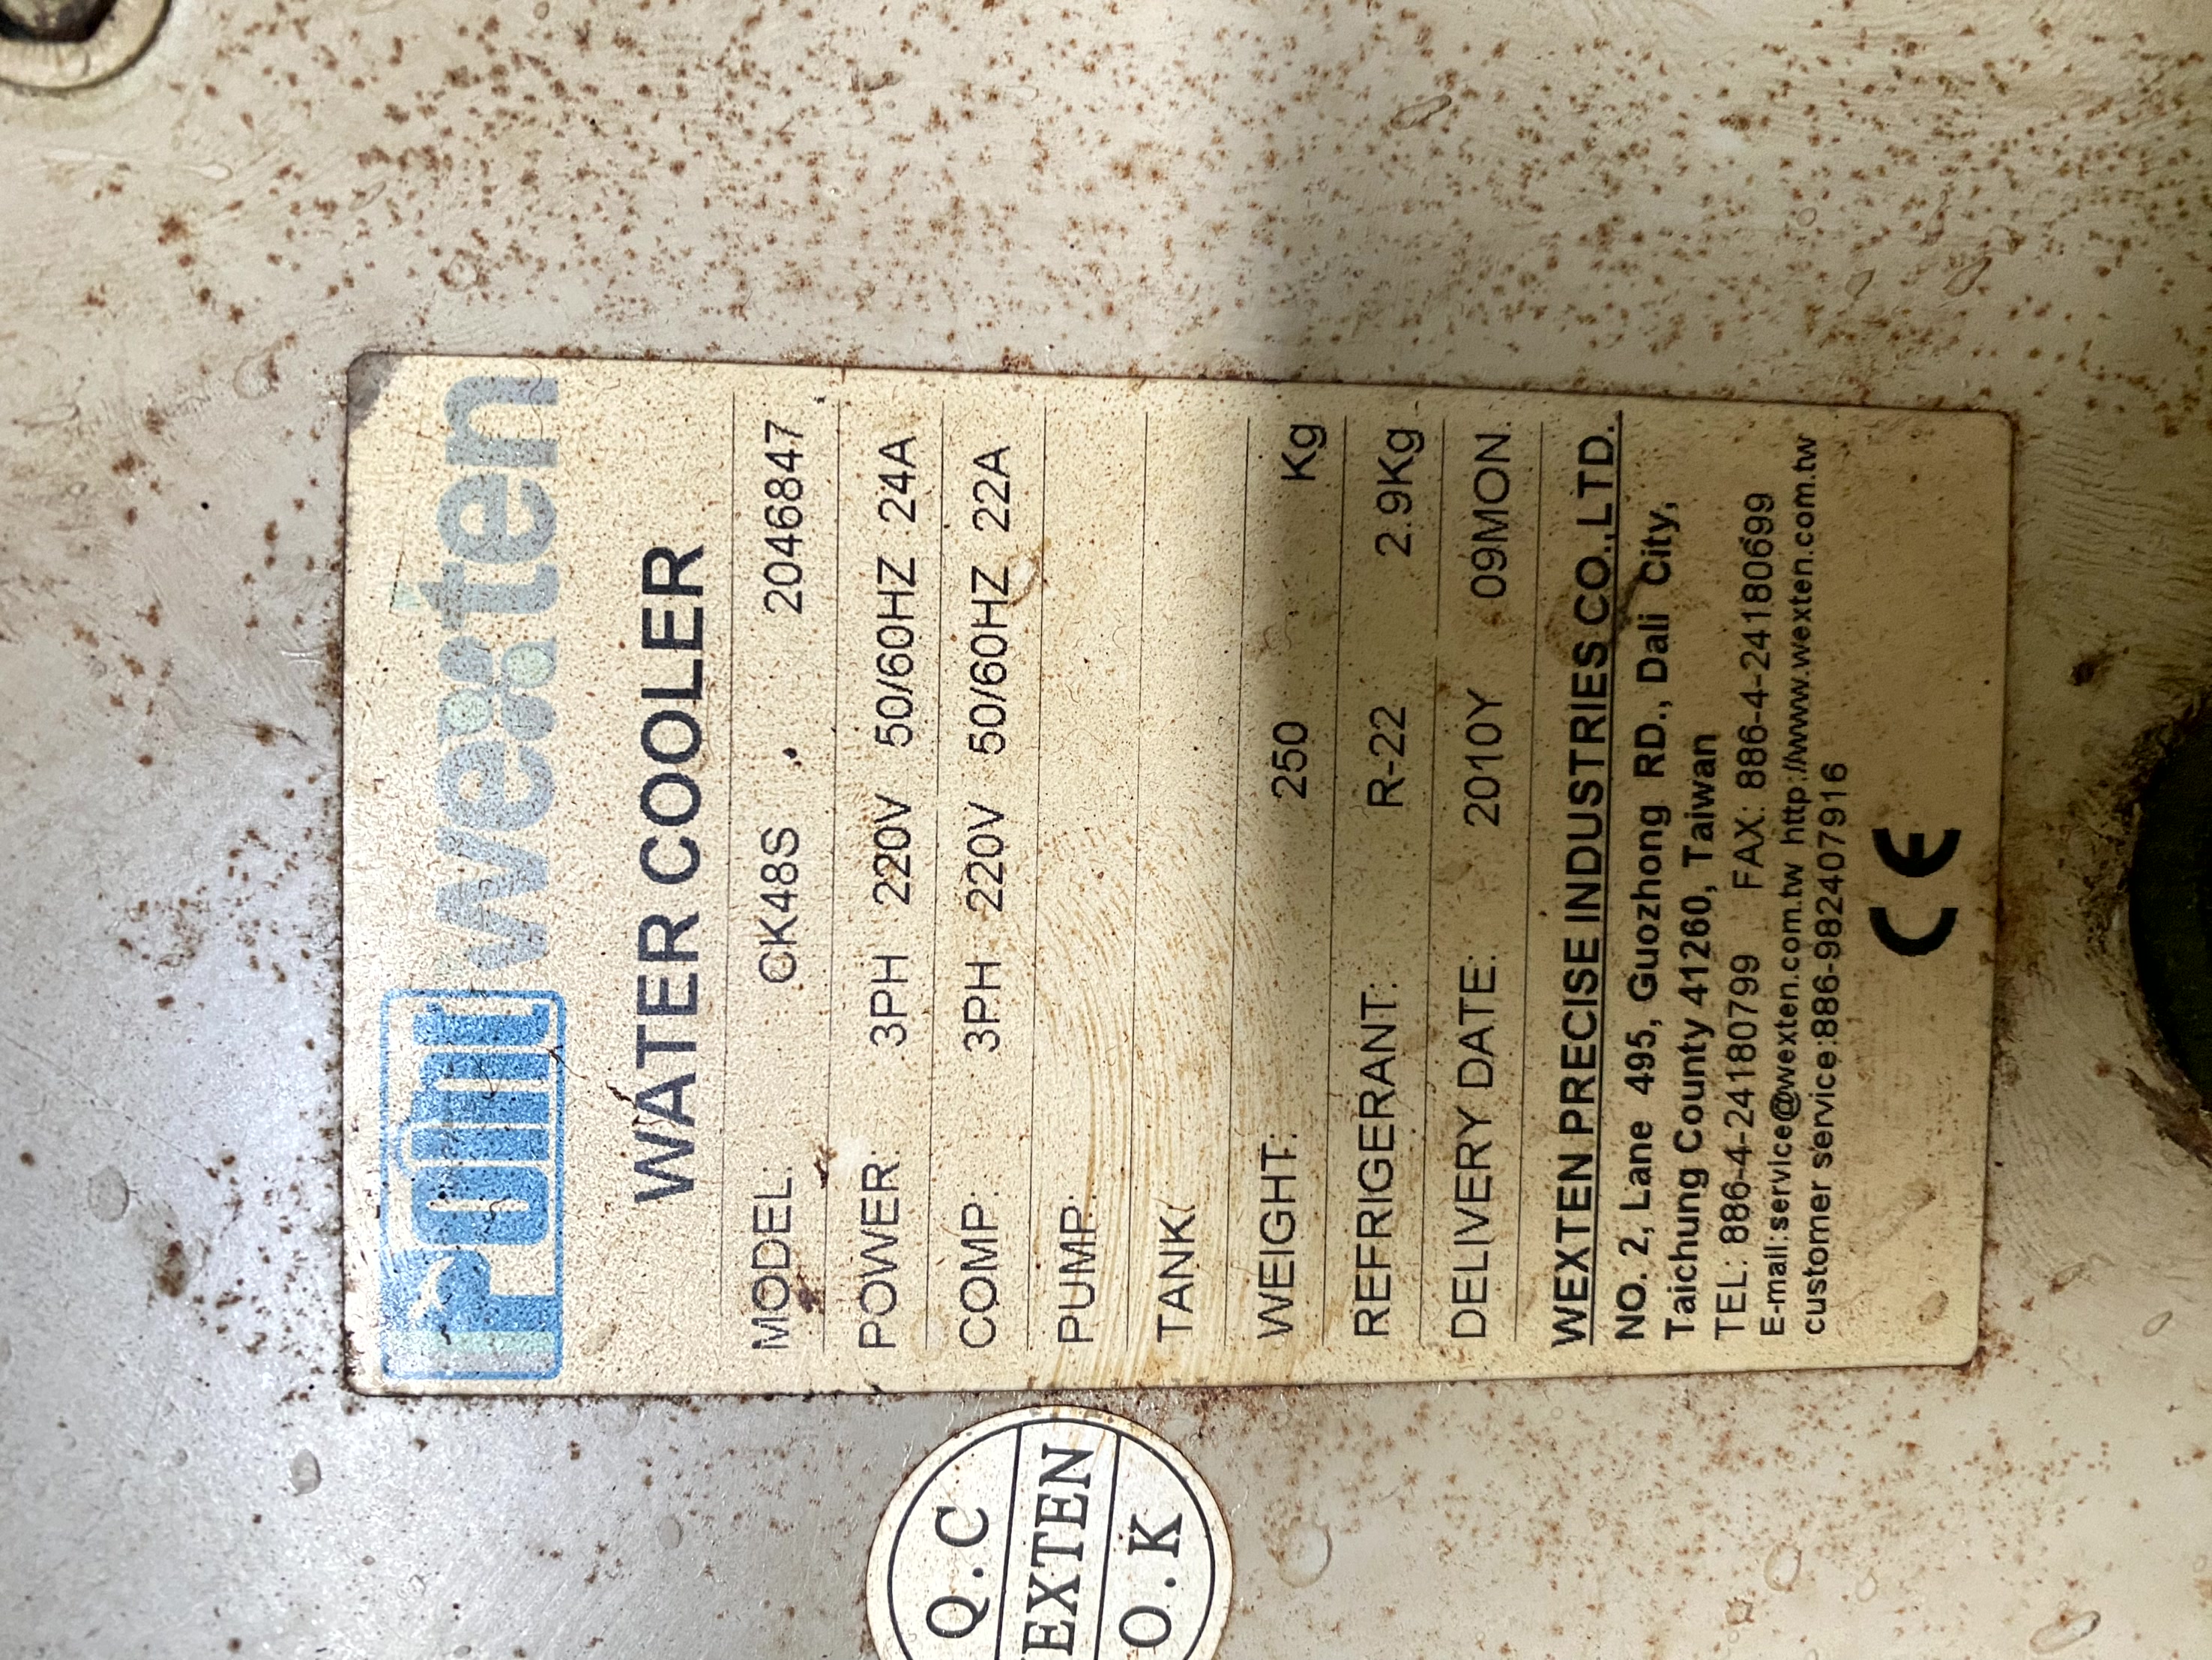 Point wexten
WATER COOLER
MODEL: CK48S . 2046847
POWER: 3PH 220V 50/60HZ 24A
COMP: 3PH 220V 50/60HZ 22A
PUMP:
TANK:
WEIGHT: 250 Kg
REFRIGERANT: R-22 2.9Kg
DELIVERY DATE: 2010Y 09MON.
WEXTEN PRECISE INDUSTRIES CO.,LTD.
NO. 2, Lane 495, Guozhong RD., Dali City,
Taichung County 41260, Taiwan
TEL: 886-4-24180799 FAX: 886-4-24180699
E-mail:service@wexten.com.tw http://www.wexten.com.tw
customer service:886-982407916
CE
Q.C
EXTEN
O.K